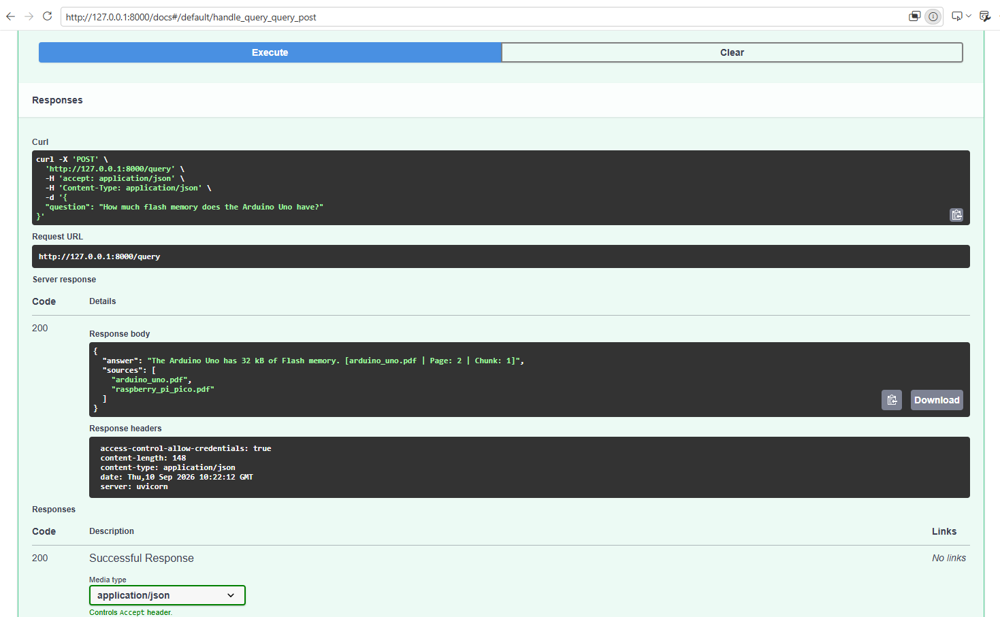 http://127.0.0.1:8000/docs#/default/handle_query_query_post
Execute
Clear
Responses
Curl
curl -X 'POST' \
  'http://127.0.0.1:8000/query' \
  -H 'accept: application/json' \
  -H 'Content-Type: application/json' \
  -d '{
  "question": "How much flash memory does the Arduino Uno have?"
}'
Request URL
http://127.0.0.1:8000/query
Server response
Code Details
200
Response body
{
  "answer": "The Arduino Uno has 32 kB of Flash memory. [arduino_uno.pdf | Page: 2 | Chunk: 1]",
  "sources": [
    "arduino_uno.pdf",
    "raspberry_pi_pico.pdf"
  ]
}
Download
Response headers
access-control-allow-credentials: true
content-length: 148
content-type: application/json
date: Thu,10 Sep 2026 10:22:12 GMT
server: uvicorn
Responses
Code Description Links
200 Successful Response No links
Media type
application/json
Controls Accept header.